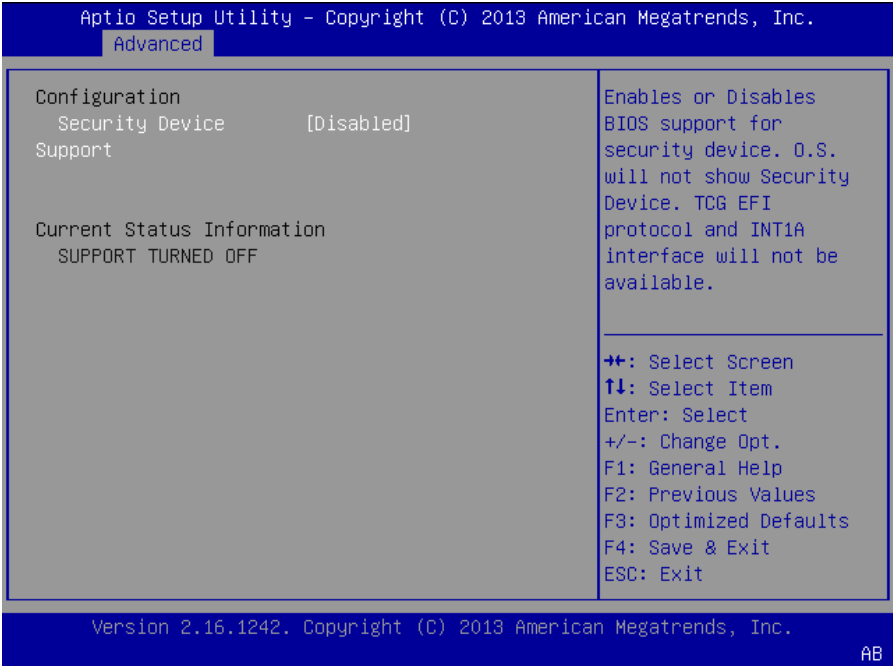 Aptio Setup Utility – Copyright (C) 2013 American Megatrends, Inc.
Advanced
Configuration
Security Device [Disabled]
Support
Current Status Information
SUPPORT TURNED OFF
Enables or Disables
BIOS support for
security device. O.S.
will not show Security
Device. TCG EFI
protocol and INT1A
interface will not be
available.
→←: Select Screen
↑↓: Select Item
Enter: Select
+/-: Change Opt.
F1: General Help
F2: Previous Values
F3: Optimized Defaults
F4: Save & Exit
ESC: Exit
Version 2.16.1242. Copyright (C) 2013 American Megatrends, Inc.
AB